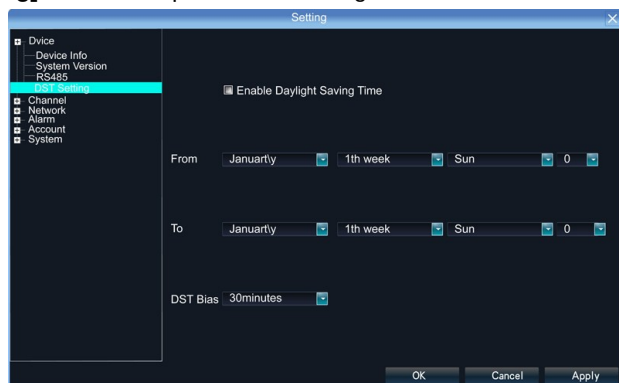 Setting
Dvice
Device Info
System Version
RS485
DST Setting
Channel
Network
Alarm
Account
System
Enable Daylight Saving Time
From Januart\y 1th week Sun 0
To Januart\y 1th week Sun 0
DST Bias 30minutes
OK Cancel Apply